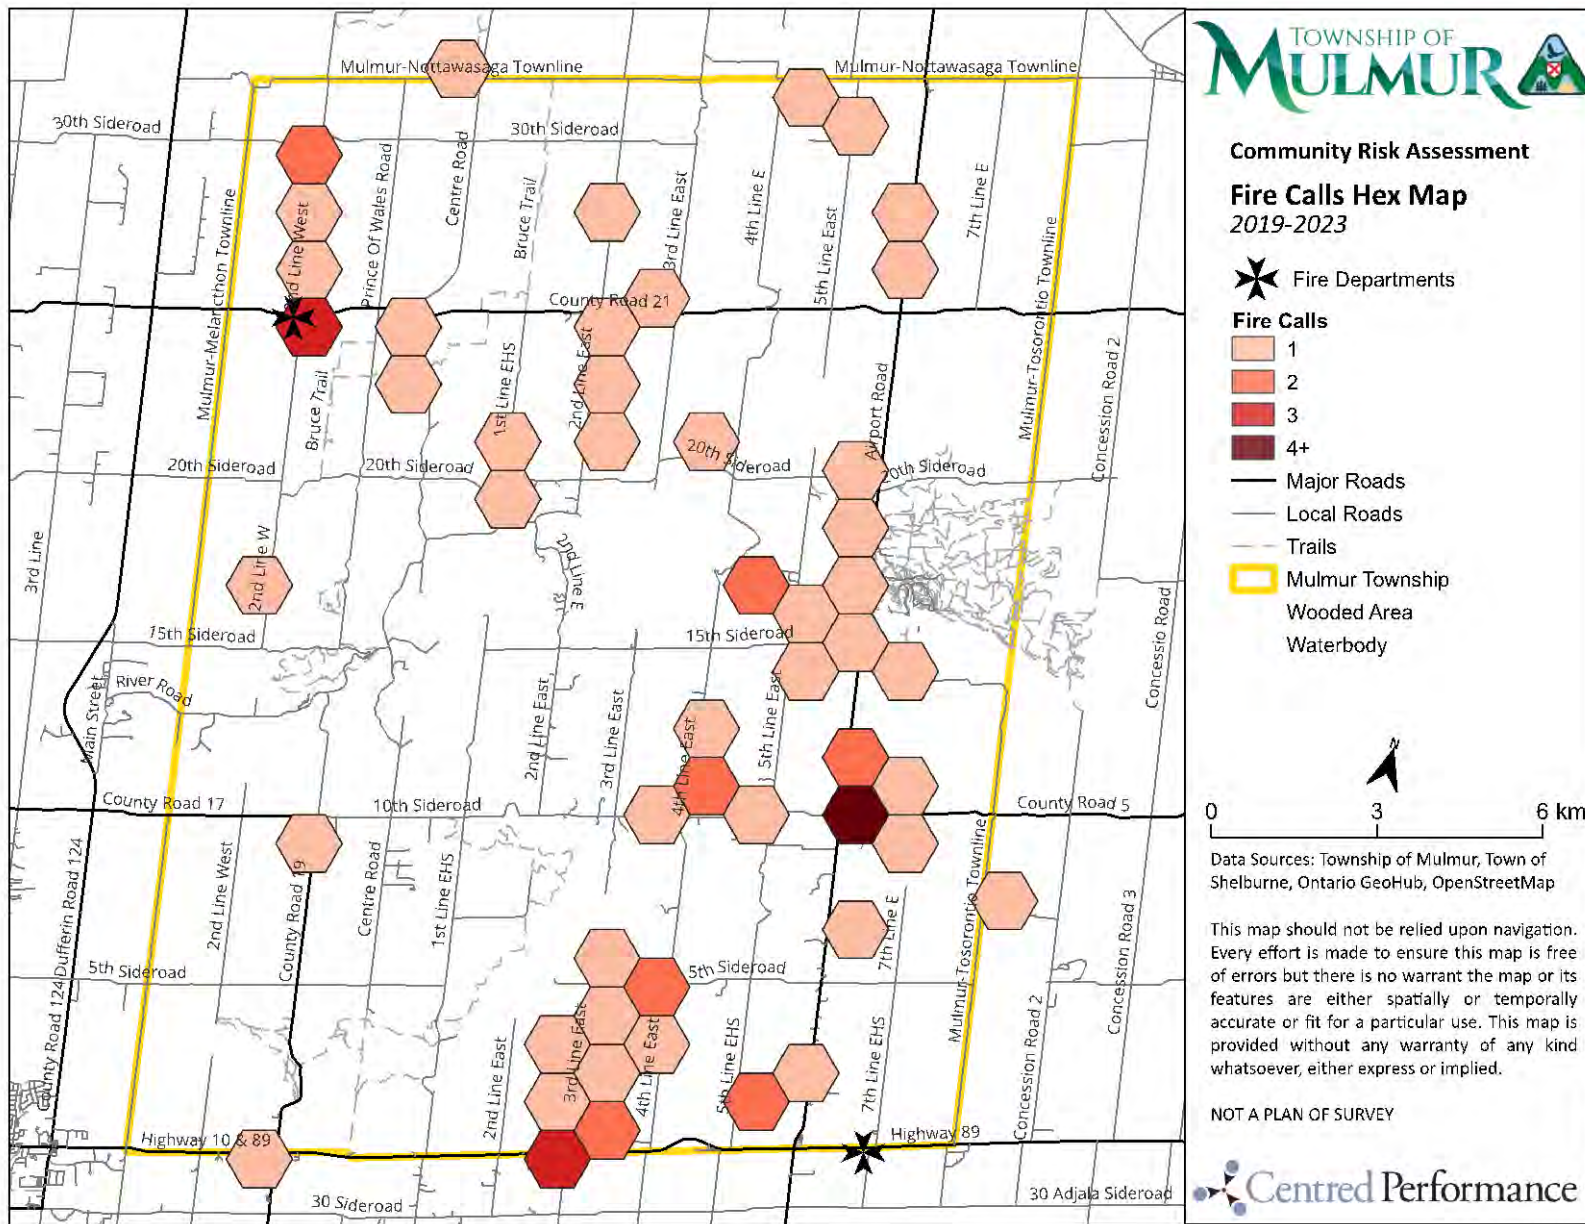 Mulmur-Nottawasaga Townline
Mulmur-Nottawasaga Townline
30th Sideroad
30th Sideroad
Mulmur-Melancthon Townline
2nd Line West
Prince Of Wales Road
Centre Road
Bruce Trail
3rd Line East
4th Line E
5th Line East
7th Line E
Mulmur-Tosorontio Townline
County Road 21
Bruce Trail
1st Line EHS
2nd Line East
Airport Road
Concession Road 2
20th Sideroad
20th Sideroad
20th Sideroad
20th Sideroad
3rd Line
2nd Line W
2nd Line E
15th Sideroad
15th Sideroad
Concessio Road
River Road
Main Street
2nd Line East
3rd Line East
4th Line East
5th Line East
County Road 17
10th Sideroad
County Road 5
County Road 124
Dufferin Road 124
2nd Line West
County Road 19
Centre Road
1st Line EHS
7th Line E
Mulmur-Tosorontio Townline
Concession Road 3
5th Sideroad
5th Sideroad
2nd Line East
3rd Line East
4th Line East
5th Line EHS
7th Line EHS
Concession Road 2
Highway 10 & 89
Highway 89
30 Sideroad
30 Adjala Sideroad
TOWNSHIP OF
MULMUR
Community Risk Assessment
Fire Calls Hex Map
2019-2023
Fire Departments
Fire Calls
1
2
3
4+
Major Roads
Local Roads
Trails
Mulmur Township
Wooded Area
Waterbody
N
0 3 6 km
Data Sources: Township of Mulmur, Town of
Shelburne, Ontario GeoHub, OpenStreetMap
This map should not be relied upon navigation.
Every effort is made to ensure this map is free
of errors but there is no warrant the map or its
features are either spatially or temporally
accurate or fit for a particular use. This map is
provided without any warranty of any kind
whatsoever, either express or implied.
NOT A PLAN OF SURVEY
Centred Performance